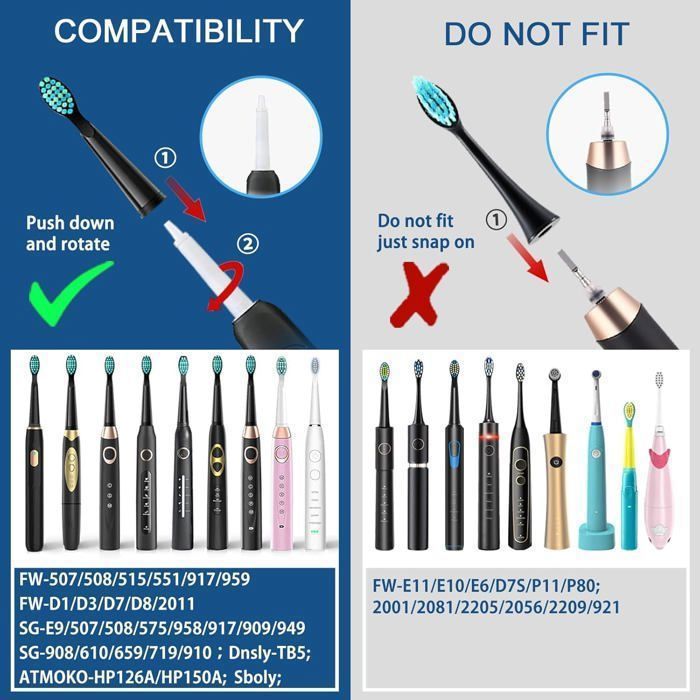 COMPATIBILITY
①
Push down
and rotate
②
FW-507/508/515/551/917/959
FW-D1/D3/D7/D8/2011
SG-E9/507/508/575/958/917/909/949
SG-908/610/659/719/910；Dnsly-TB5;
ATMOKO-HP126A/HP150A; Sboly;
DO NOT FIT
Do not fit
just snap on
①
FW-E11/E10/E6/D7S/P11/P80;
2001/2081/2205/2056/2209/921